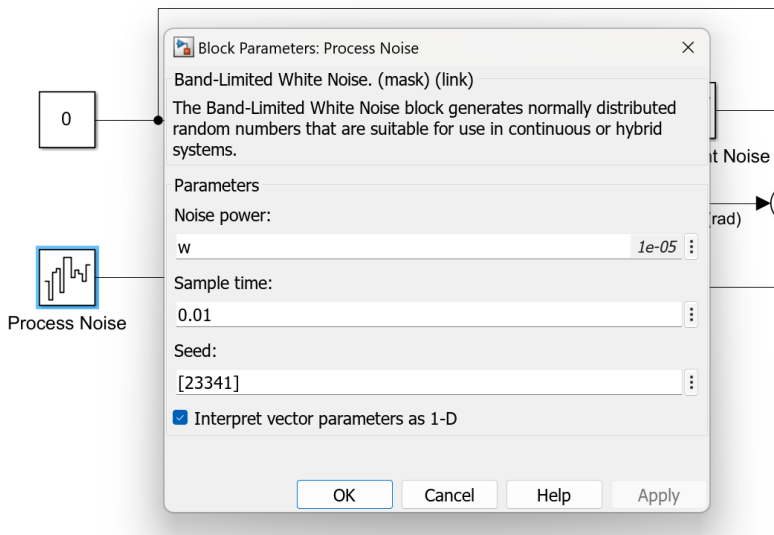 Block Parameters: Process Noise
Band-Limited White Noise. (mask) (link)
The Band-Limited White Noise block generates normally distributed
random numbers that are suitable for use in continuous or hybrid
systems.
Parameters
Noise power:
w 1e-05
Sample time:
0.01
Seed:
[23341]
Interpret vector parameters as 1-D
OK Cancel Help Apply
0
Process Noise
Noise
rad)